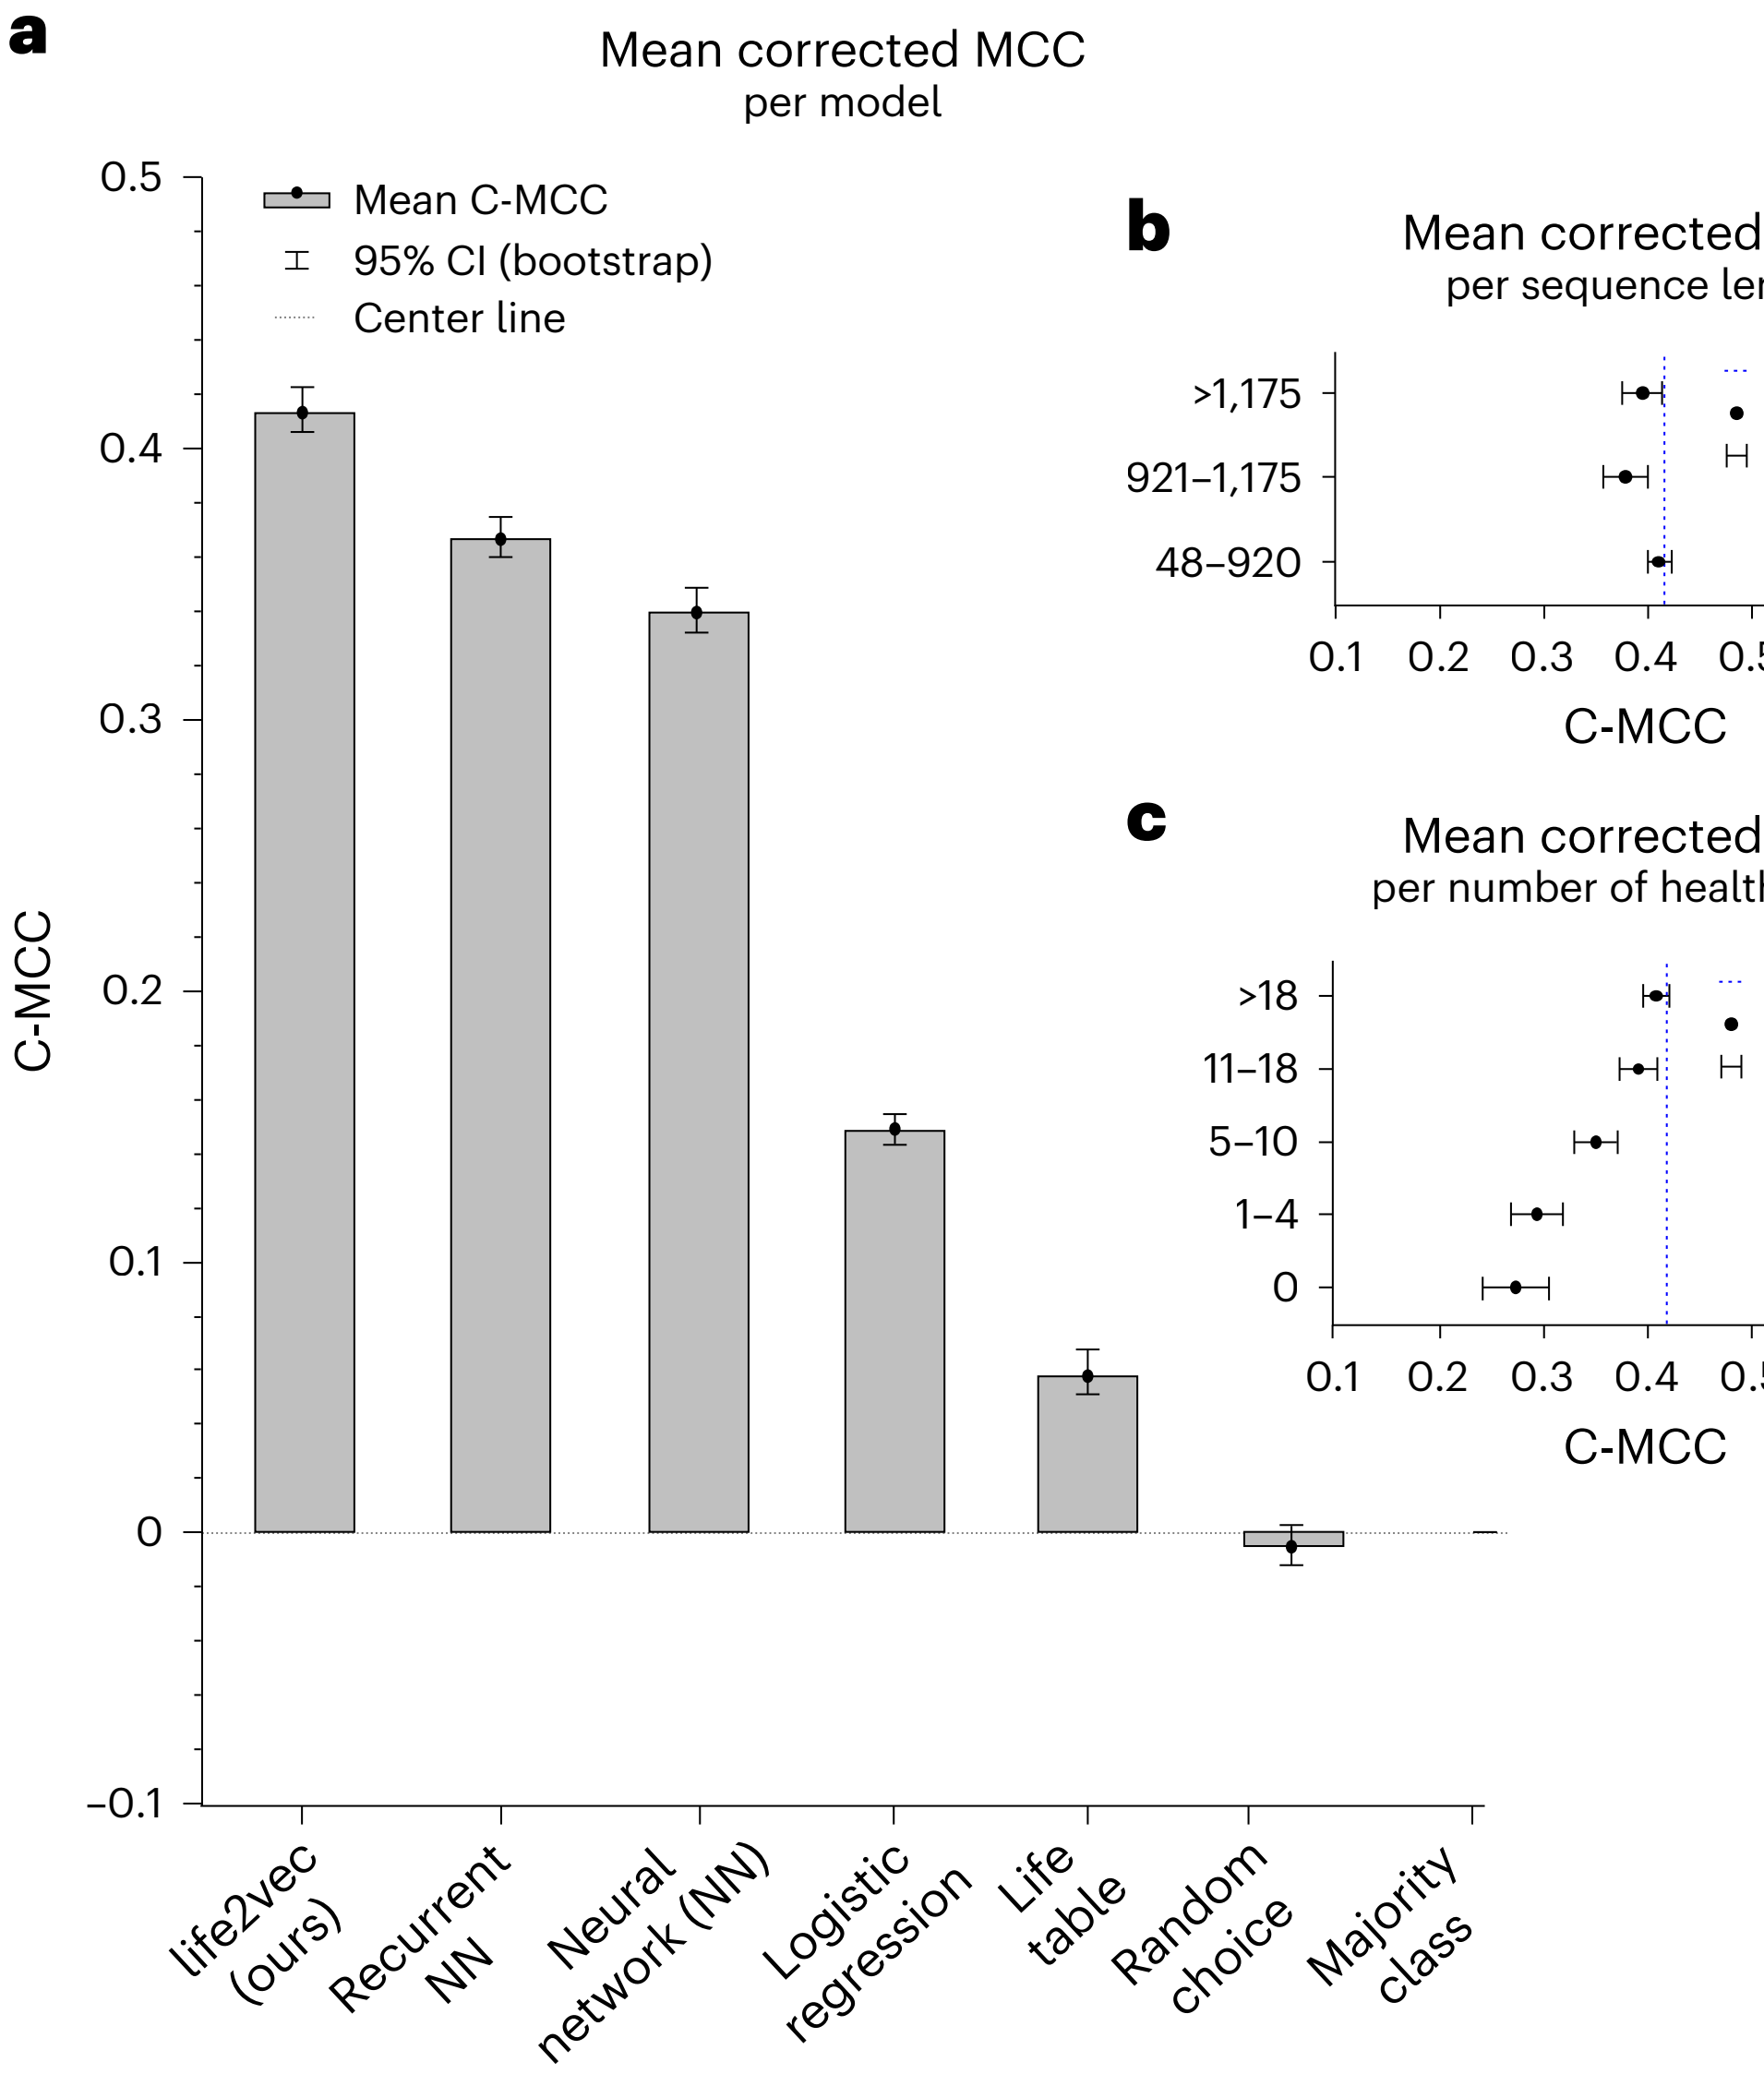 a
Mean corrected MCC
per model
0.5
0.4
0.3
0.2
0.1
0
–0.1
C-MCC
Mean C-MCC
95% CI (bootstrap)
Center line
life2vec
(ours)
Recurrent
NN
Neural
network (NN)
Logistic
regression
Life
table
Random
choice
Majority
class
b
Mean corrected
per sequence
>1,175
921–1,175
48–920
0.1 0.2 0.3 0.4
C-MCC
c
Mean corrected
per number of
>18
11–18
5–10
1–4
0
0.1 0.2 0.3 0.4
C-MCC